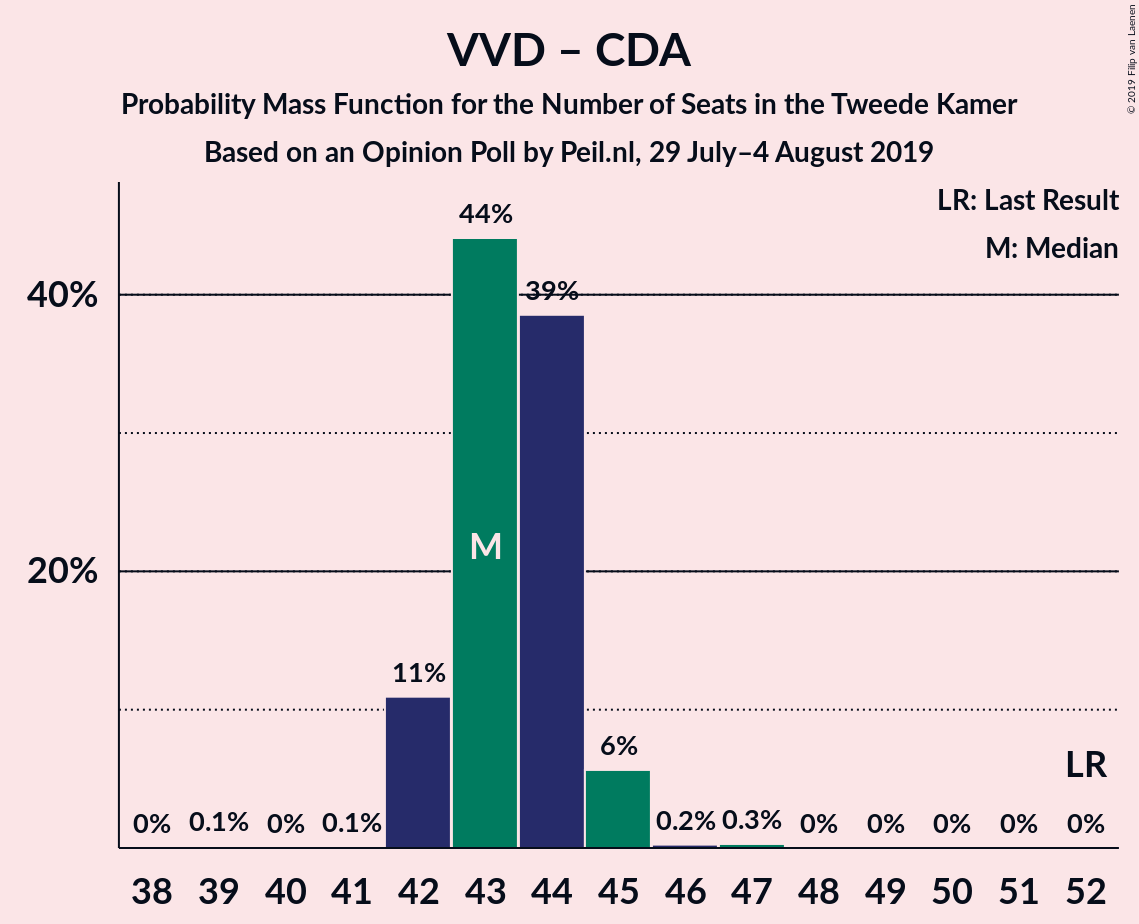 VVD – CDA
Probability Mass Function for the Number of Seats in the Tweede Kamer
Based on an Opinion Poll by Peil.nl, 29 July–4 August 2019
© 2019 Filip van Laenen
LR: Last Result
M: Median
44%
40%
39%
M
20%
11%
6%
LR
0% 0.1% 0% 0.1% 0.2% 0.3% 0% 0% 0% 0% 0%
38 39 40 41 42 43 44 45 46 47 48 49 50 51 52